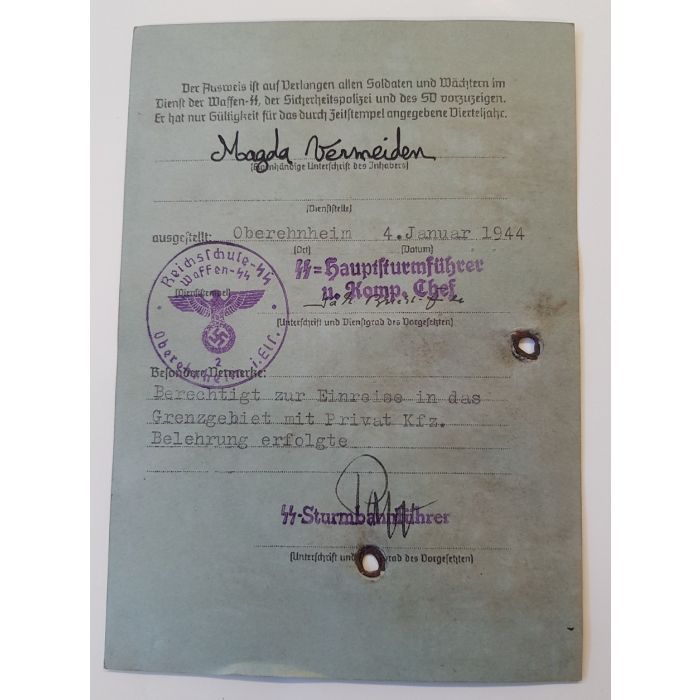 Der Ausweis ist auf Verlangen allen Soldaten und Wächtern im
Dienst der Waffen-SS, der Sicherheitspolizei und des SD vorzuzeigen.
Er hat nur Gültigkeit für das durch Zeitstempel angegebene Vierteljahr.
Magda Vermeiden
(Eigenhändige Unterschrift des Inhabers)
(Dienststelle)
ausgestellt: Oberehnheim 4. Januar 1944
(Ort) (Datum)
Reichsschule-SS
Waffen-SS
(Dienststempel)
2
Oberehnheim i. Els.
SS=Hauptsturmführer
u. Komp. Chef
(Unterschrift und Dienstgrad des Vorgesetzten)
Besondere Vermerke:
Berechtigt zur Einreise in das
Grenzgebiet mit Privat Kfz.
Belehrung erfolgte
SS-Sturmbannführer
(Unterschrift und Dienstgrad des Vorgesetzten)